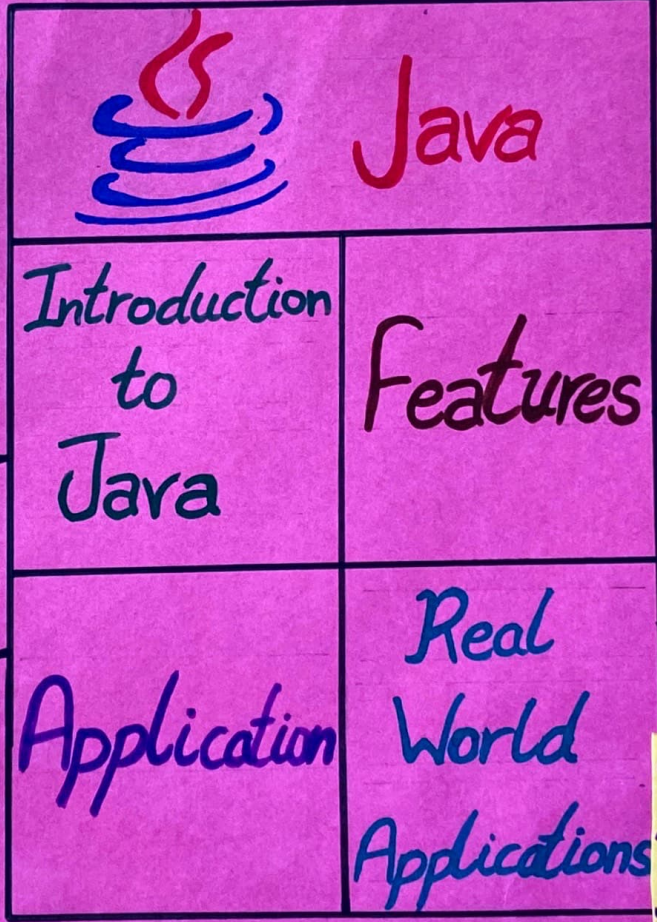 Java
Introduction
to
Java
Features
Application
Real
World
Applications